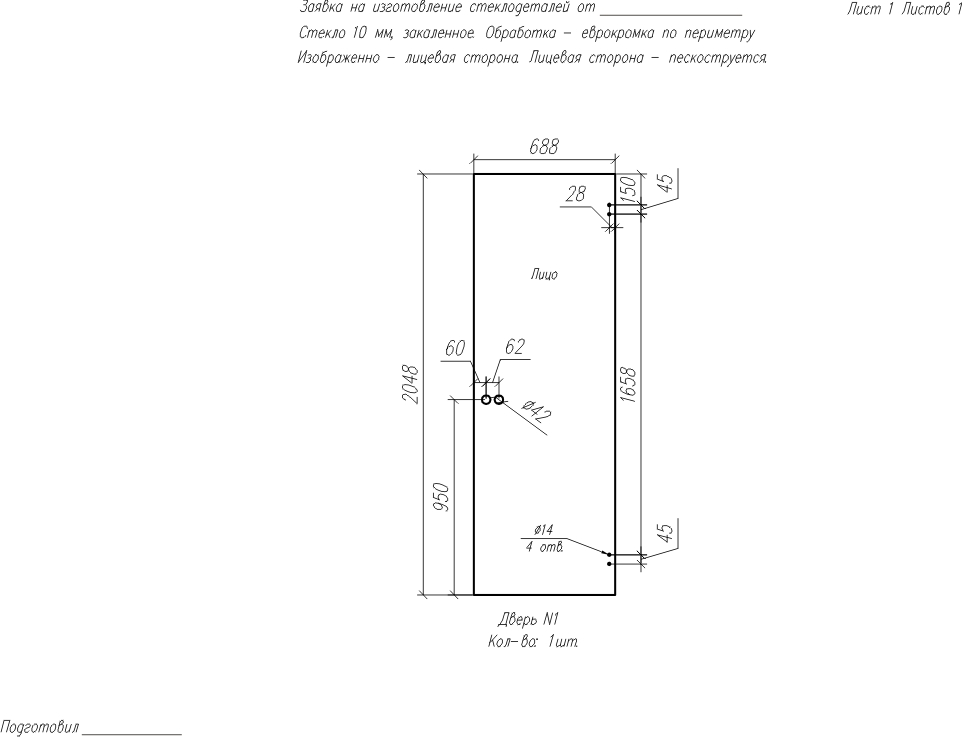 Заявка на изготовление стеклодеталей от
Лист 1 Листов 1
Стекло 10 мм, закаленное. Обработка – еврокромка по периметру
Изображенно – лицевая сторона. Лицевая сторона – пескоструется.
688
150
45
28
Лицо
60
62
2048
1658
⌀42
950
⌀14
4 отв.
45
Дверь N1
Кол-во: 1шт.
Подготовил